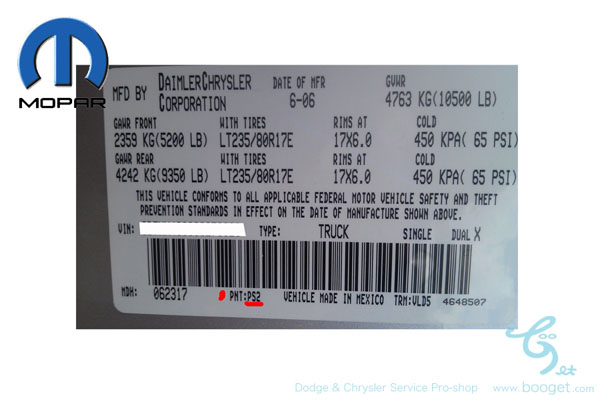 MOPAR
MFD BY DAIMLERCHRYSLER CORPORATION DATE OF MFR 6-06 GVWR 4763 KG(10500 LB)
GAWR FRONT WITH TIRES RIMS AT COLD
2359 KG(5200 LB) LT235/80R17E 17X6.0 450 KPA( 65 PSI)
GAWR REAR WITH TIRES RIMS AT COLD
4242 KG(9350 LB) LT235/80R17E 17X6.0 450 KPA( 65 PSI)
THIS VEHICLE CONFORMS TO ALL APPLICABLE FEDERAL MOTOR VEHICLE SAFETY AND THEFT
PREVENTION STANDARDS IN EFFECT ON THE DATE OF MANUFACTURE SHOWN ABOVE.
VIN: TYPE: TRUCK SINGLE DUAL X
MDH: 062317 PNT:PS2 VEHICLE MADE IN MEXICO TRM:VLD5 4648507
Dodge & Chrysler Service Pro-shop www.booget.com